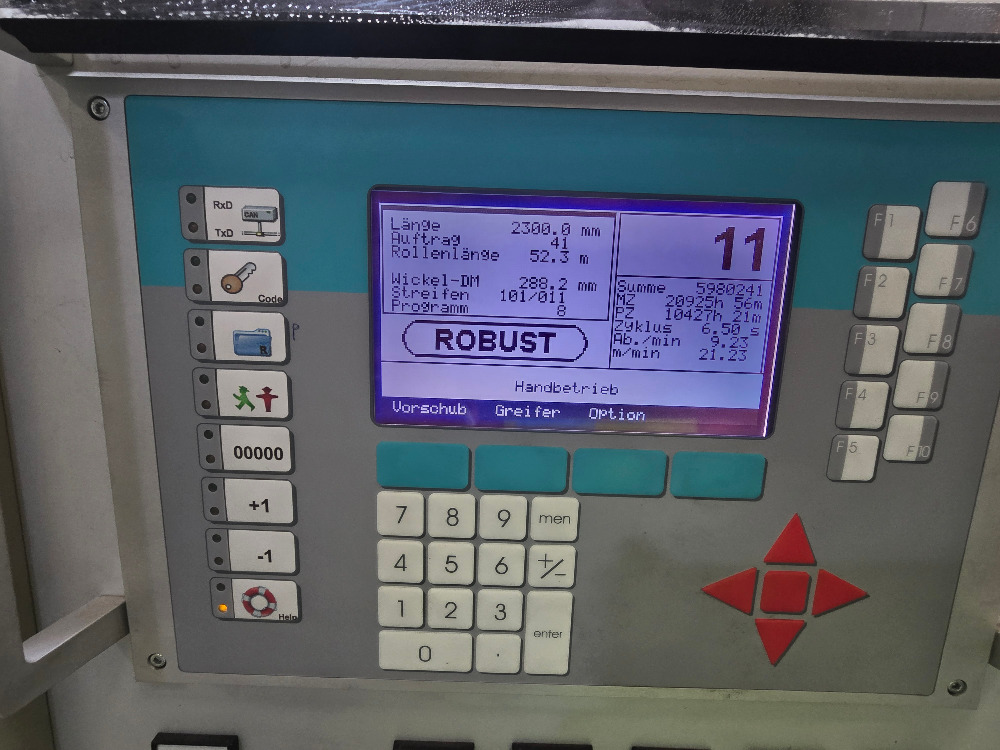 RxD
CAN
TxD
Code
R
00000
+1
-1
Help
Länge 2300.0 mm
Auftrag 41
Rollenlänge 52.3 m
Wickel-DM 288.2 mm
Streifen 101/011
Programm 8
ROBUST
11
Summe 5980241
MZ 20925h 56m
PZ 10427h 21m
Zyklus 6.50 s
Ab./min 9.23
m/min 21.23
Handbetrieb
Vorschub Greifer Option
7 8 9 men
4 5 6 +/-
1 2 3 enter
0 .
F1 F6
F2 F7
F3 F8
F4 F9
F5 F10